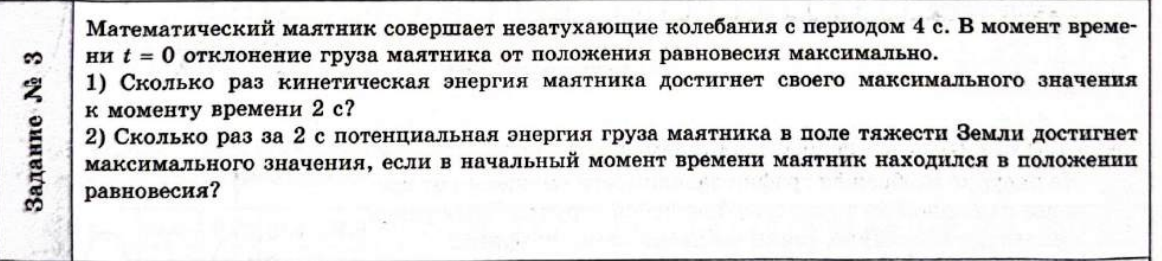 Задание № 3
Математический маятник совершает незатухающие колебания с периодом 4 с. В момент време-
ни t = 0 отклонение груза маятника от положения равновесия максимально.
1) Сколько раз кинетическая энергия маятника достигнет своего максимального значения
к моменту времени 2 с?
2) Сколько раз за 2 с потенциальная энергия груза маятника в поле тяжести Земли достигнет
максимального значения, если в начальный момент времени маятник находился в положении
равновесия?